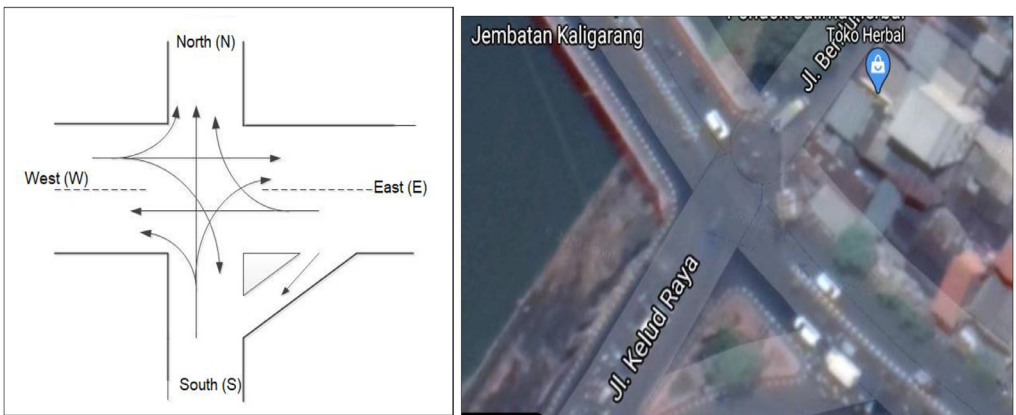 North (N)
West (W)
East (E)
South (S)
Jembatan Kaligarang
Toko Herbal
Jl. Kelud Raya